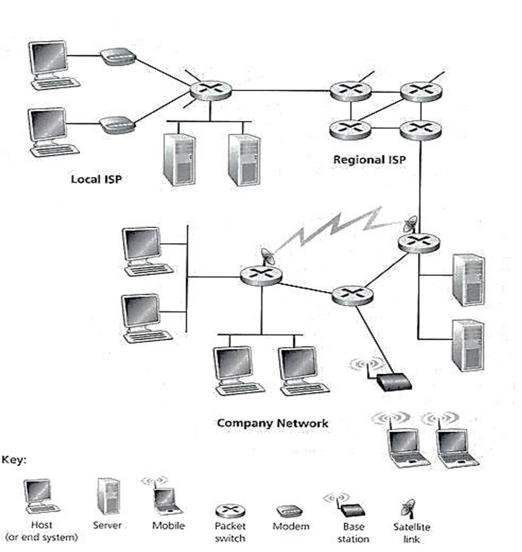 Local ISP
Regional ISP
Company Network
Key:
Host
(or end system)
Server
Mobile
Packet
switch
Modem
Base
station
Satellite
link